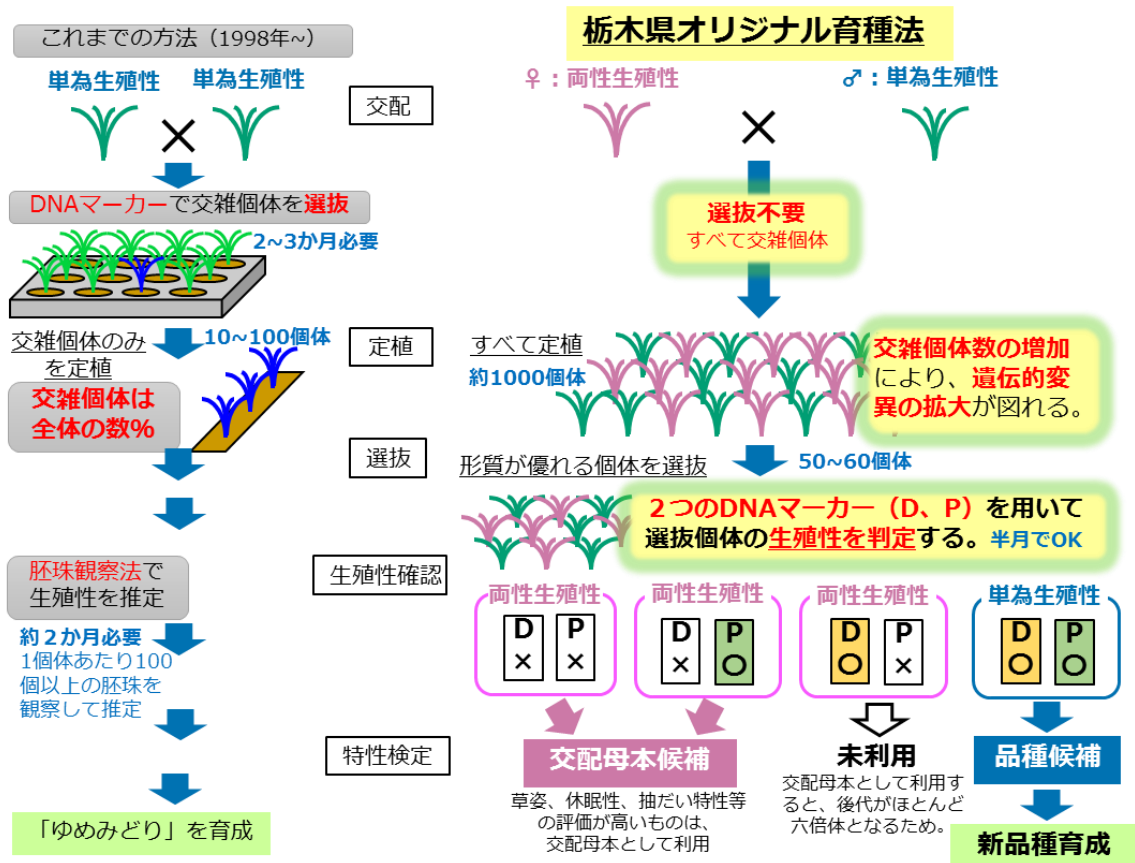 これまでの方法（1998年~）
単為生殖性
単為生殖性
DNAマーカーで交雑個体を選抜
2~3か月必要
交雑個体のみ
を定植
10~100個体
交雑個体は
全体の数%
胚珠観察法で
生殖性を推定
約２か月必要
1個体あたり100
個以上の胚珠を
観察して推定
「ゆめみどり」を育成
交配
定植
選抜
生殖性確認
特性検定
栃木県オリジナル育種法
♀：両性生殖性
♂：単為生殖性
選抜不要
すべて交雑個体
すべて定植
約1000個体
交雑個体数の増加
により、遺伝的変
異の拡大が図れる。
形質が優れる個体を選抜
50~60個体
２つのDNAマーカー（D、P）を用いて
選抜個体の生殖性を判定する。半月でOK
両性生殖性
D P
× ×
両性生殖性
D P
× ○
両性生殖性
D P
○ ×
単為生殖性
D P
○ ○
交配母本候補
草姿、休眠性、抽だい特性等
の評価が高いものは、
交配母本として利用
未利用
交配母本として利用す
ると、後代がほとんど
六倍体となるため。
品種候補
新品種育成